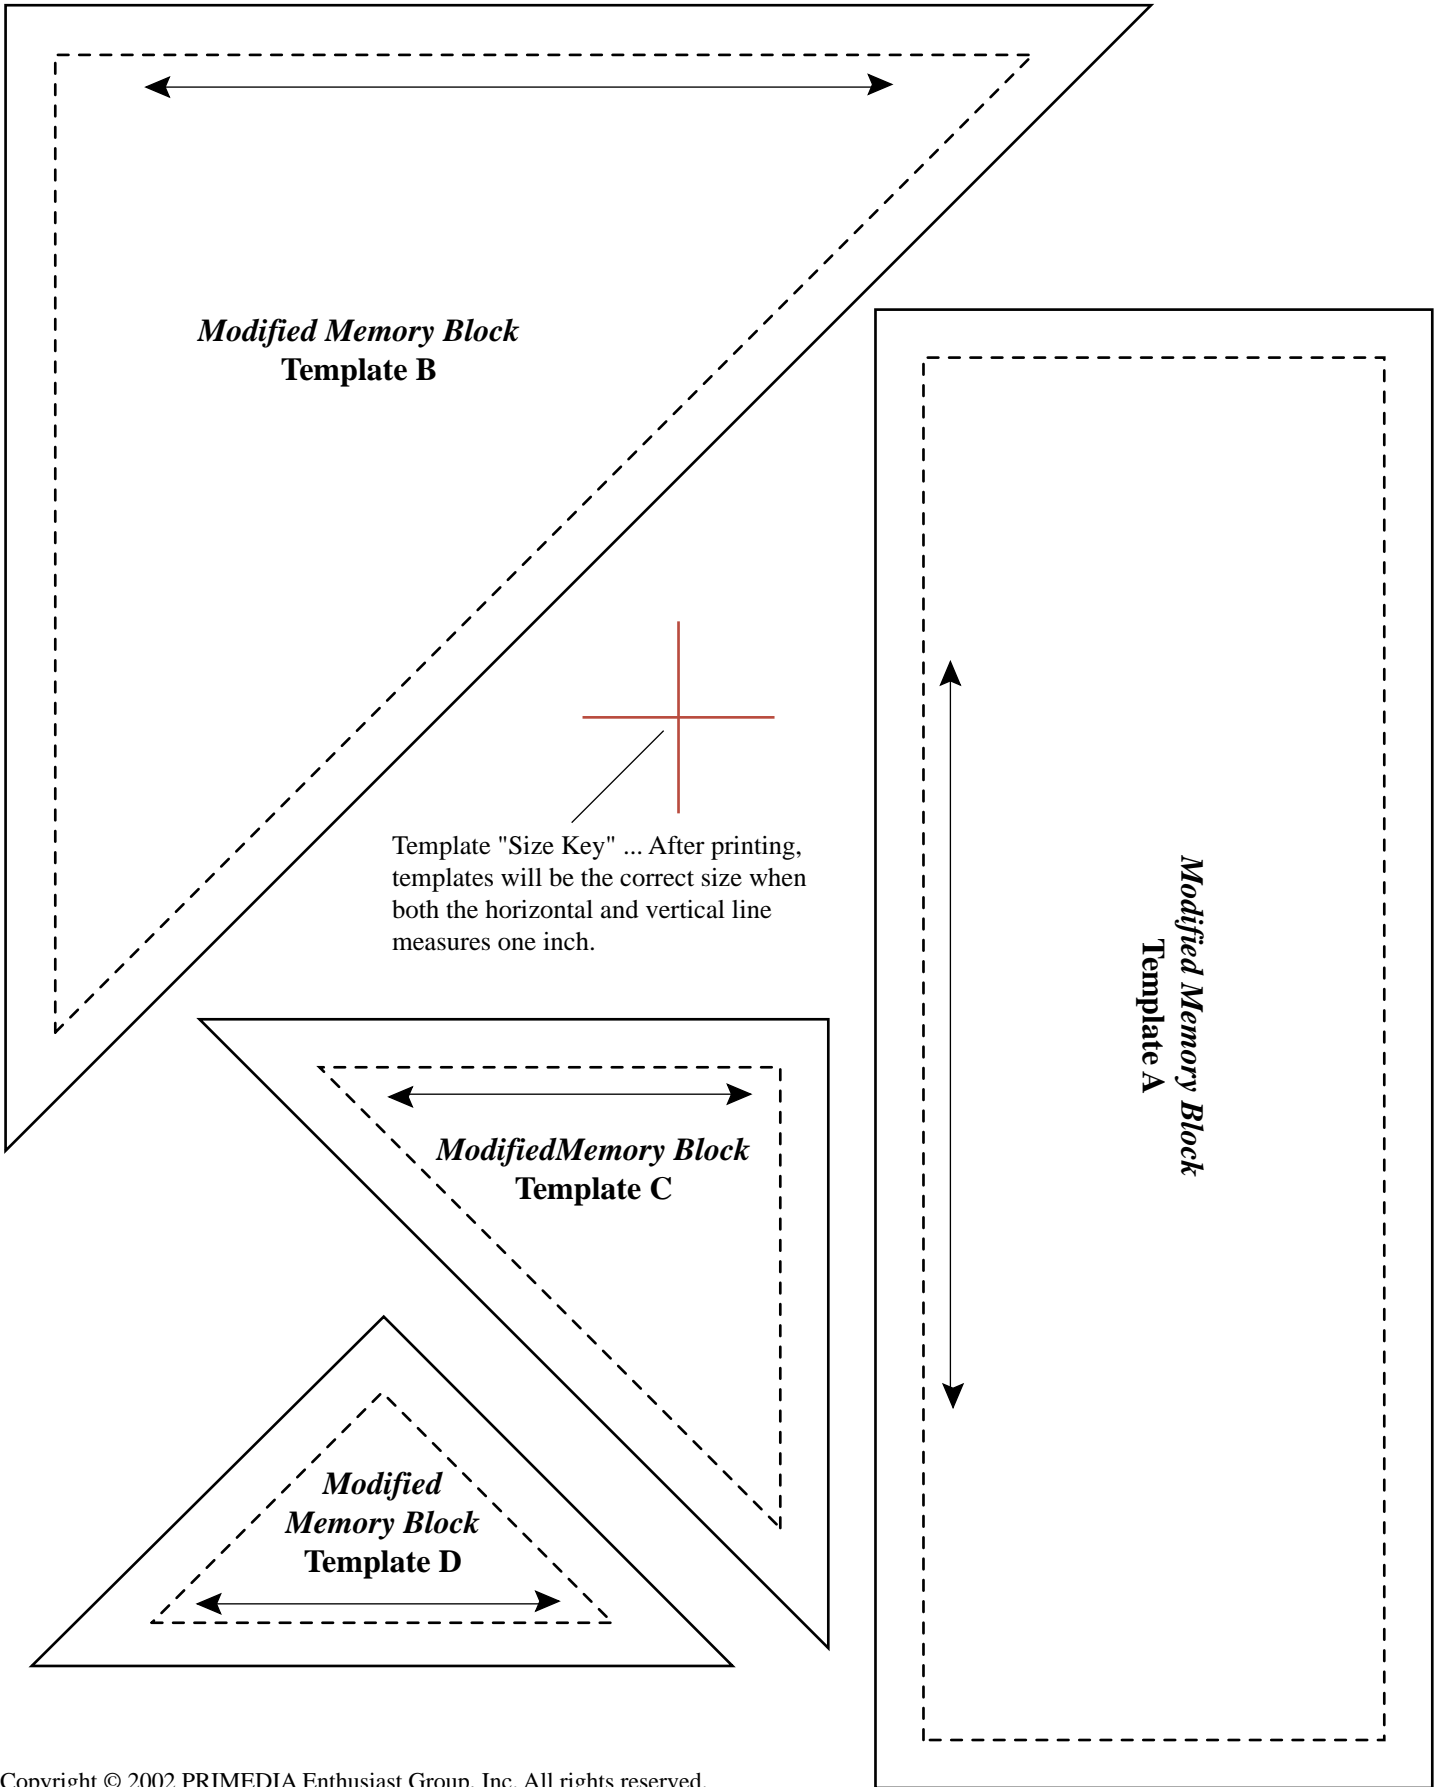 Modified Memory Block
Template B
Template "Size Key" ... After printing,
templates will be the correct size when
both the horizontal and vertical line
measures one inch.
Modified Memory Block
Template A
ModifiedMemory Block
Template C
Modified
Memory Block
Template D
Copyright © 2002 PRIMEDIA Enthusiast Group, Inc. All rights reserved.